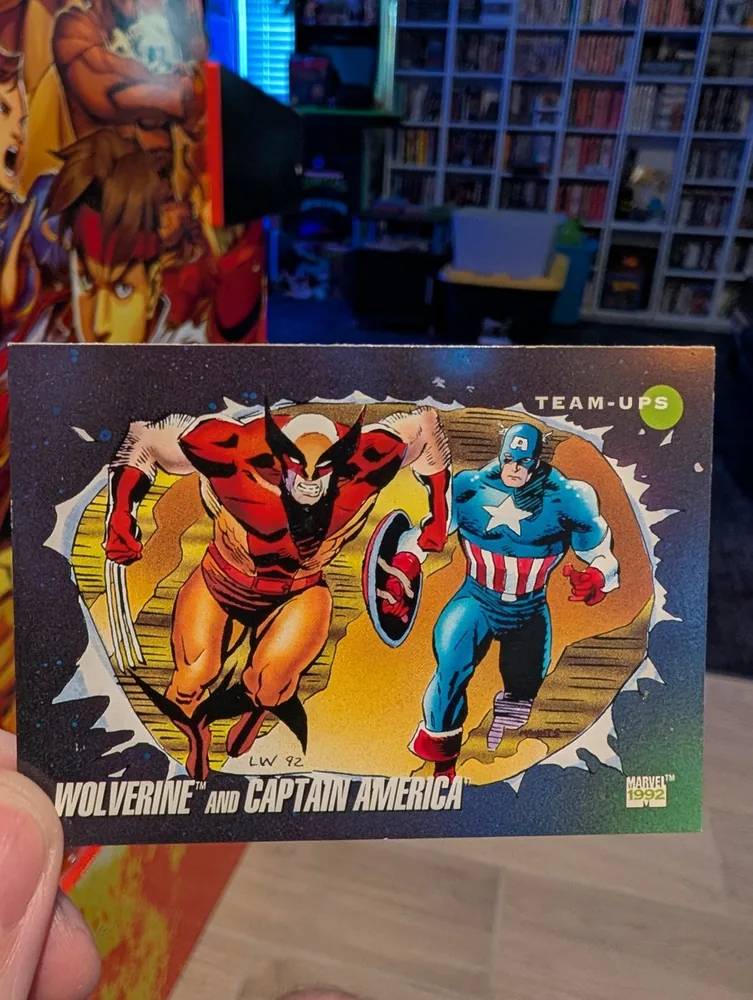 TEAM-UPS
LW 92
WOLVERINE™ AND CAPTAIN AMERICA™
MARVEL™
1992